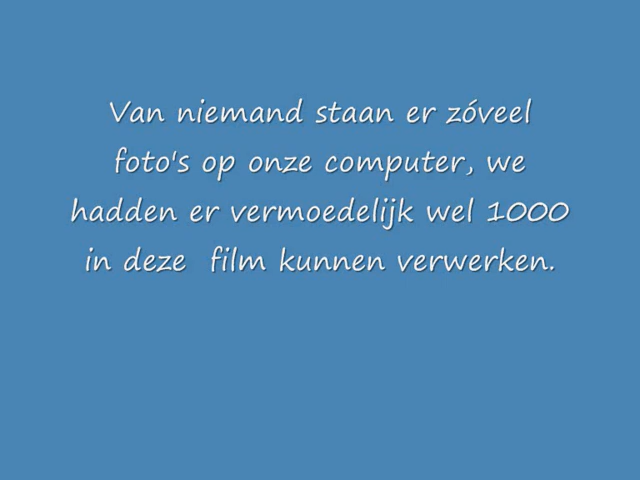 Van niemand staan er zóveel
foto's op onze computer, we
hadden er vermoedelijk wel 1000
in deze  film kunnen verwerken.